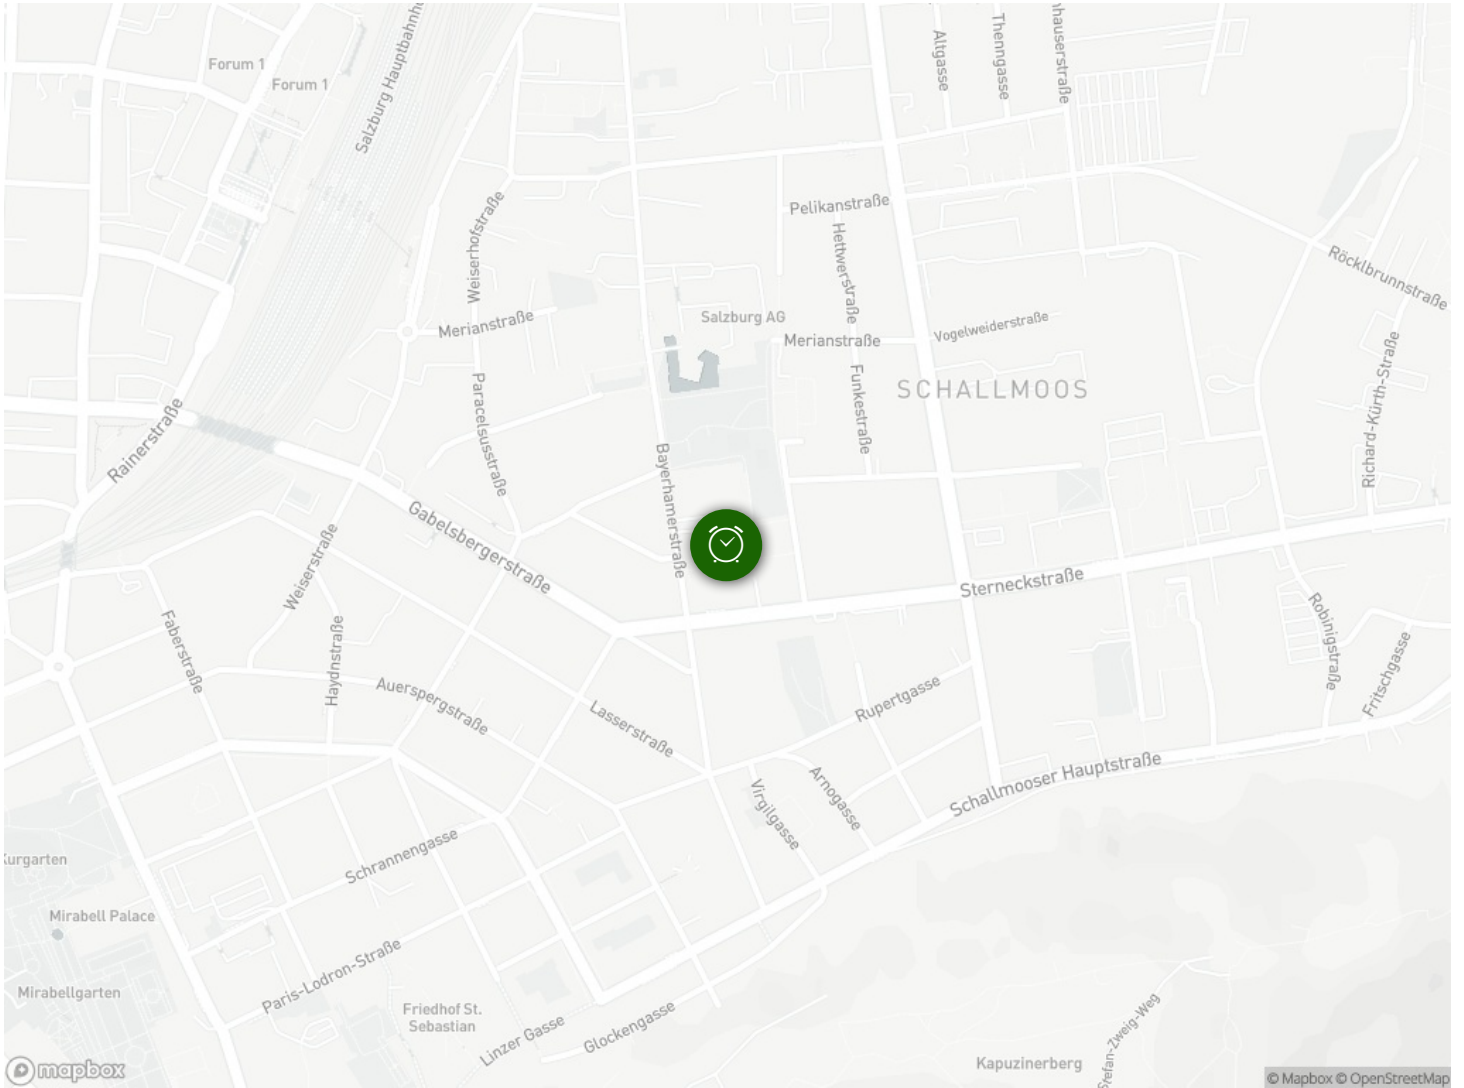 Forum 1
Forum 1
Salzburg Hauptbahnho
Altgasse
Thenngasse
nhauserstraße
Pelikanstraße
Weiserhofstraße
Hettwerstraße
Röcklbrunnstraße
Merianstraße
Salzburg AG
Merianstraße
Vogelweiderstraße
SCHALLMOOS
Funkestraße
Richard-Kürth-Straße
Rainerstraße
Paracelsusstraße
Bayerhamerstraße
Gabelsbergerstraße
Weiserstraße
Sterneckstraße
Faberstraße
Haydnstraße
Robinigstraße
Fritschgasse
Auerspergstraße
Lasserstraße
Rupertgasse
Schallmooser Hauptstraße
Virgilgasse
Arnogasse
Schrannengasse
Kurgarten
Mirabell Palace
Paris-Lodron-Straße
Mirabellgarten
Friedhof St.
Sebastian
Linzer Gasse
Glockengasse
Kapuzinerberg
Stefan-Zweig-Weg
mapbox
© Mapbox © OpenStreetMap